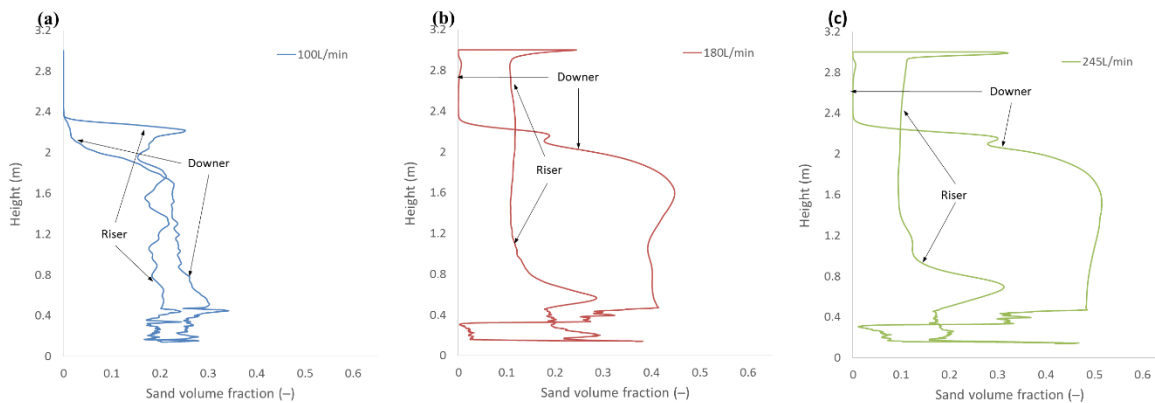 (a)
100L/min
3.2
2.8
2.4
2
1.6
1.2
0.8
0.4
0
Height (m)
Downer
Riser
0 0.1 0.2 0.3 0.4 0.5 0.6
Sand volume fraction (–)
(b)
180L/min
3.2
2.8
2.4
2
1.6
1.2
0.8
0.4
0
Height (m)
Downer
Riser
0 0.1 0.2 0.3 0.4 0.5 0.6
Sand volume fraction (–)
(c)
245L/min
3.2
2.8
2.4
2
1.6
1.2
0.8
0.4
0
Height (m)
Downer
Riser
0 0.1 0.2 0.3 0.4 0.5 0.6
Sand volume fraction (–)